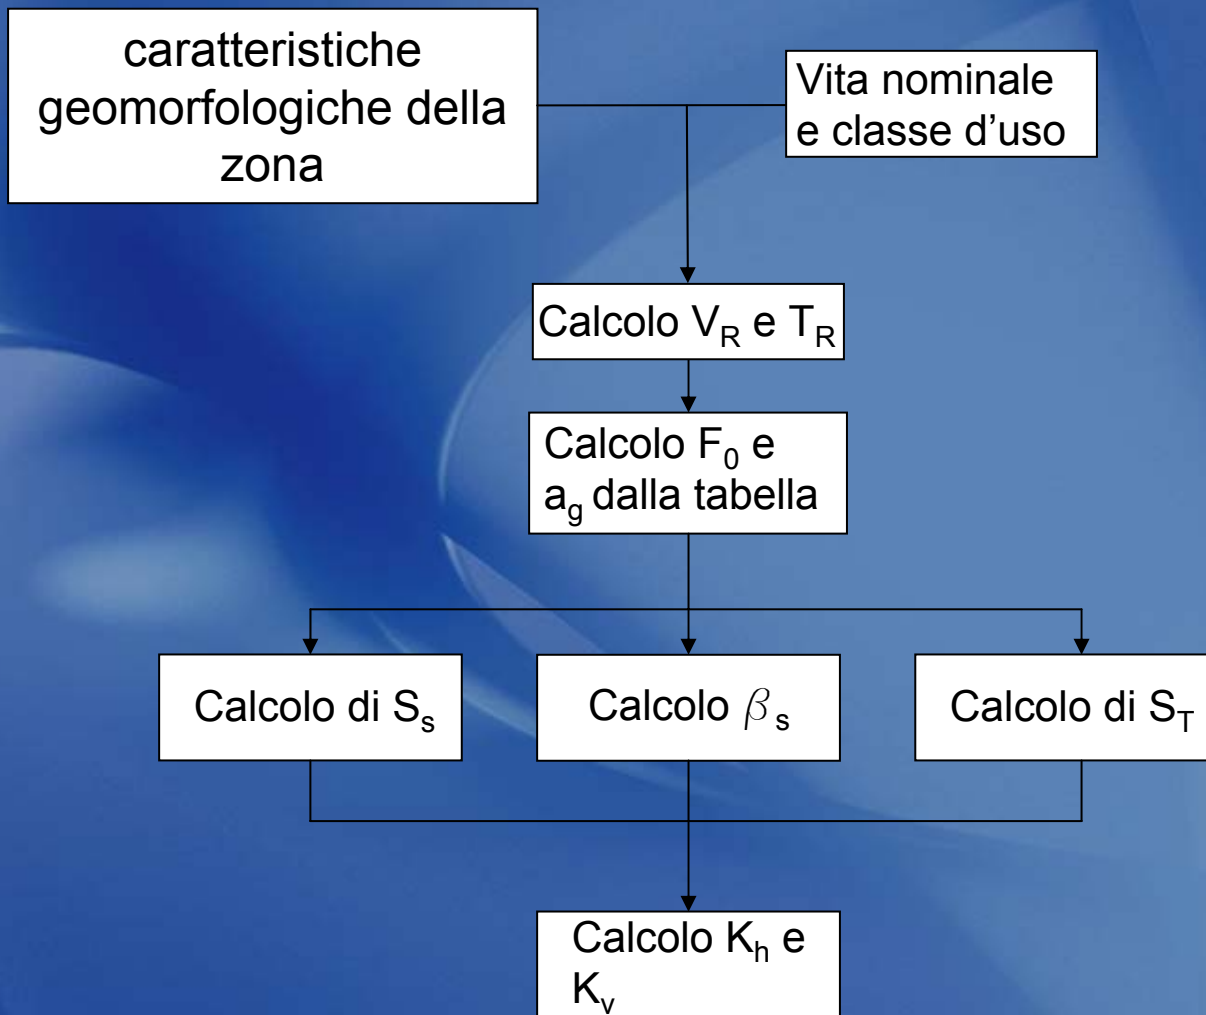 caratteristiche
geomorfologiche della
zona
Vita nominale
e classe d’uso
Calcolo V_R e T_R
Calcolo F_0 e
a_g dalla tabella
Calcolo di S_s
Calcolo β_s
Calcolo di S_T
Calcolo K_h e
K_v